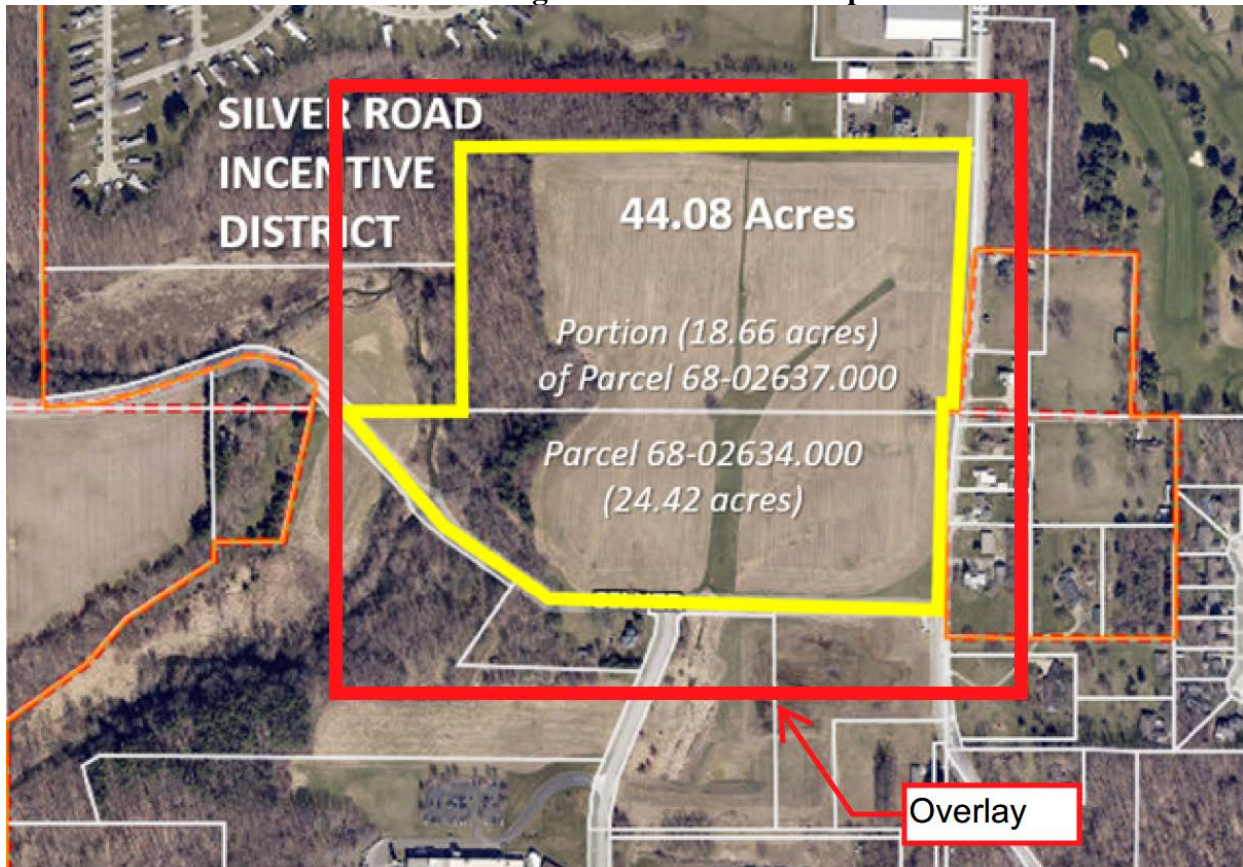 SILVER ROAD
INCENTIVE
DISTRICT
44.08 Acres
Portion (18.66 acres)
of Parcel 68-02637.000
Parcel 68-02634.000
(24.42 acres)
Overlay